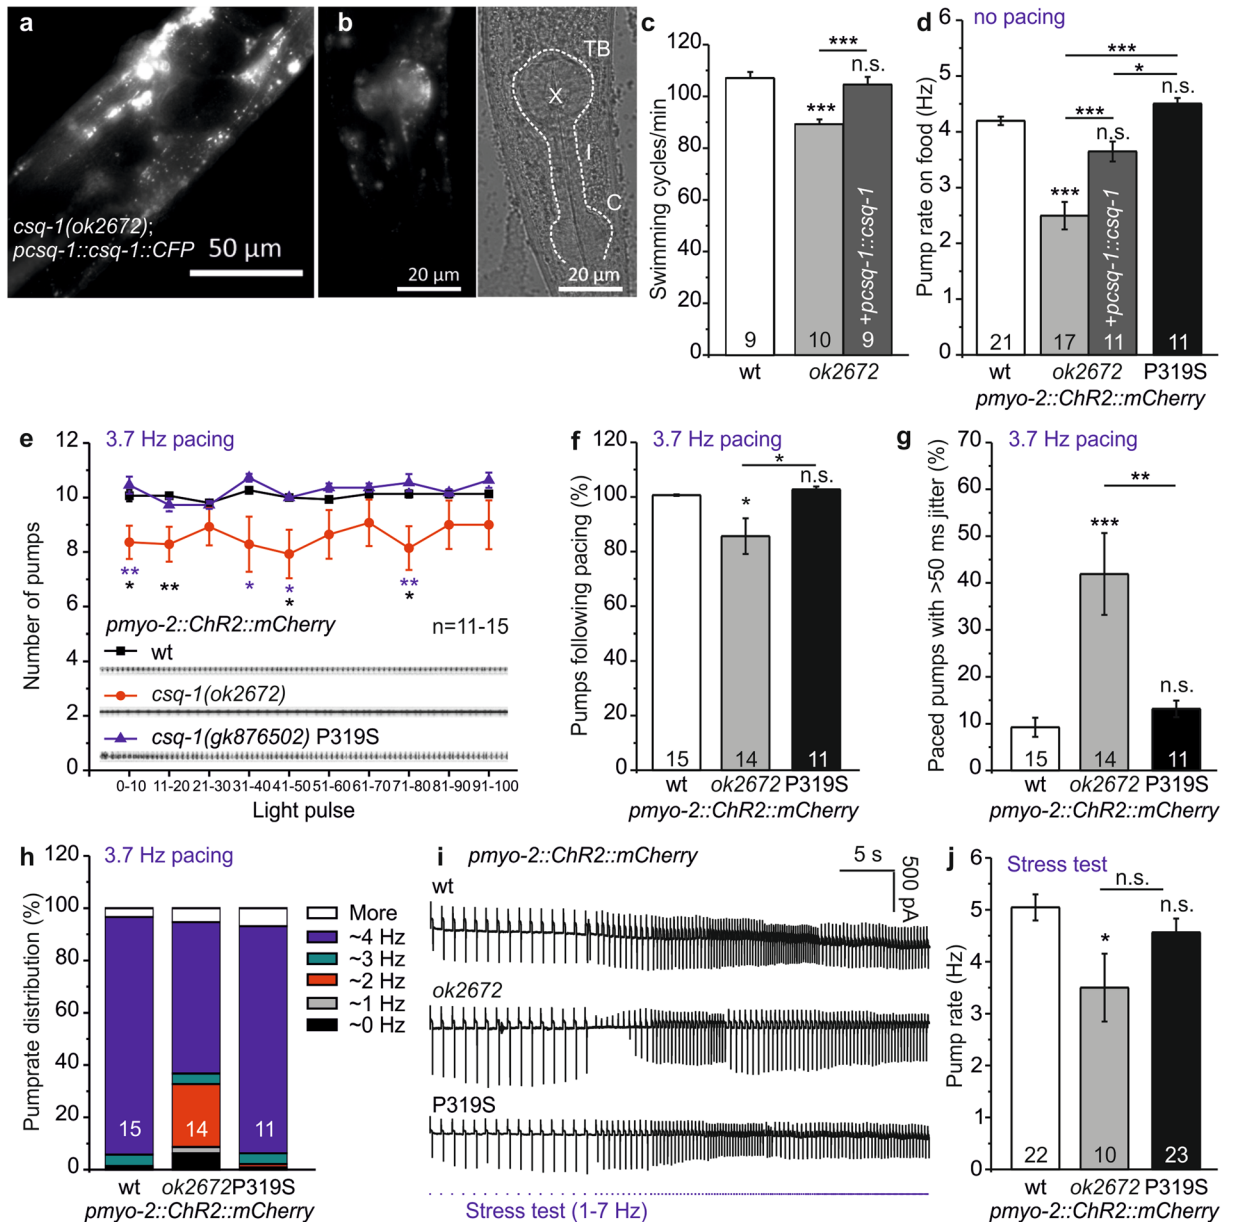 a
csq-1(ok2672);
pcsq-1::csq-1::CFP
50 µm
b
20 µm
TB
X
I
C
20 µm
c
Swimming cycles/min
120
100
80
60
40
20
0
***
n.s.
***
+pcsq-1::csq-1
9
10
9
wt
ok2672
d
no pacing
Pump rate on food (Hz)
6
5
4
3
2
1
0
***
*
n.s.
***
n.s.
***
+pcsq-1::csq-1
21
17
11
11
wt
ok2672
P319S
pmyo-2::ChR2::mCherry
e
3.7 Hz pacing
Number of pumps
12
10
8
6
4
2
0
** * **
*
**
* * *
pmyo-2::ChR2::mCherry
n=11-15
wt
csq-1(ok2672)
csq-1(gk876502) P319S
0-10 11-20 21-30 31-40 41-50 51-60 61-70 71-80 81-90 91-100
Light pulse
f
3.7 Hz pacing
Pumps following pacing (%)
120
100
80
60
40
20
0
*
n.s.
*
15
14
11
wt
ok2672 P319S
pmyo-2::ChR2::mCherry
g
3.7 Hz pacing
Paced pumps with >50 ms jitter (%)
70
60
50
40
30
20
10
0
**
***
n.s.
15
14
11
wt
ok2672 P319S
pmyo-2::ChR2::mCherry
h
3.7 Hz pacing
Pumprate distribution (%)
120
100
80
60
40
20
0
15
14
11
wt
ok2672P319S
pmyo-2::ChR2::mCherry
More
~4 Hz
~3 Hz
~2 Hz
~1 Hz
~0 Hz
i
pmyo-2::ChR2::mCherry
5 s
500 pA
wt
ok2672
P319S
Stress test (1-7 Hz)
j
Stress test
Pump rate (Hz)
6
5
4
3
2
1
0
n.s.
n.s.
*
22
10
23
wt
ok2672 P319S
pmyo-2::ChR2::mCherry